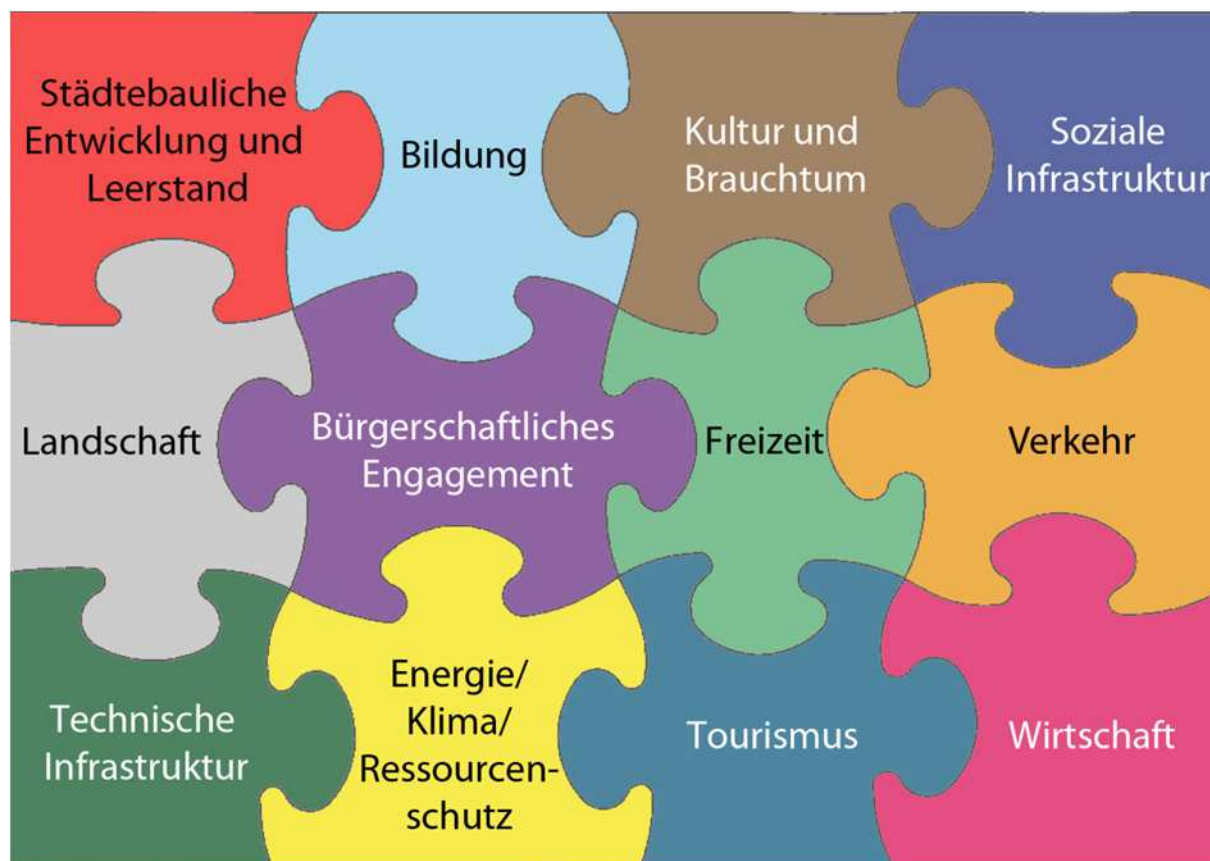 Städtebauliche
Entwicklung und
Leerstand
Bildung
Kultur und
Brauchtum
Soziale
Infrastruktur
Landschaft
Bürgerschaftliches
Engagement
Freizeit
Verkehr
Technische
Infrastruktur
Energie/
Klima/
Ressourcen-
schutz
Tourismus
Wirtschaft